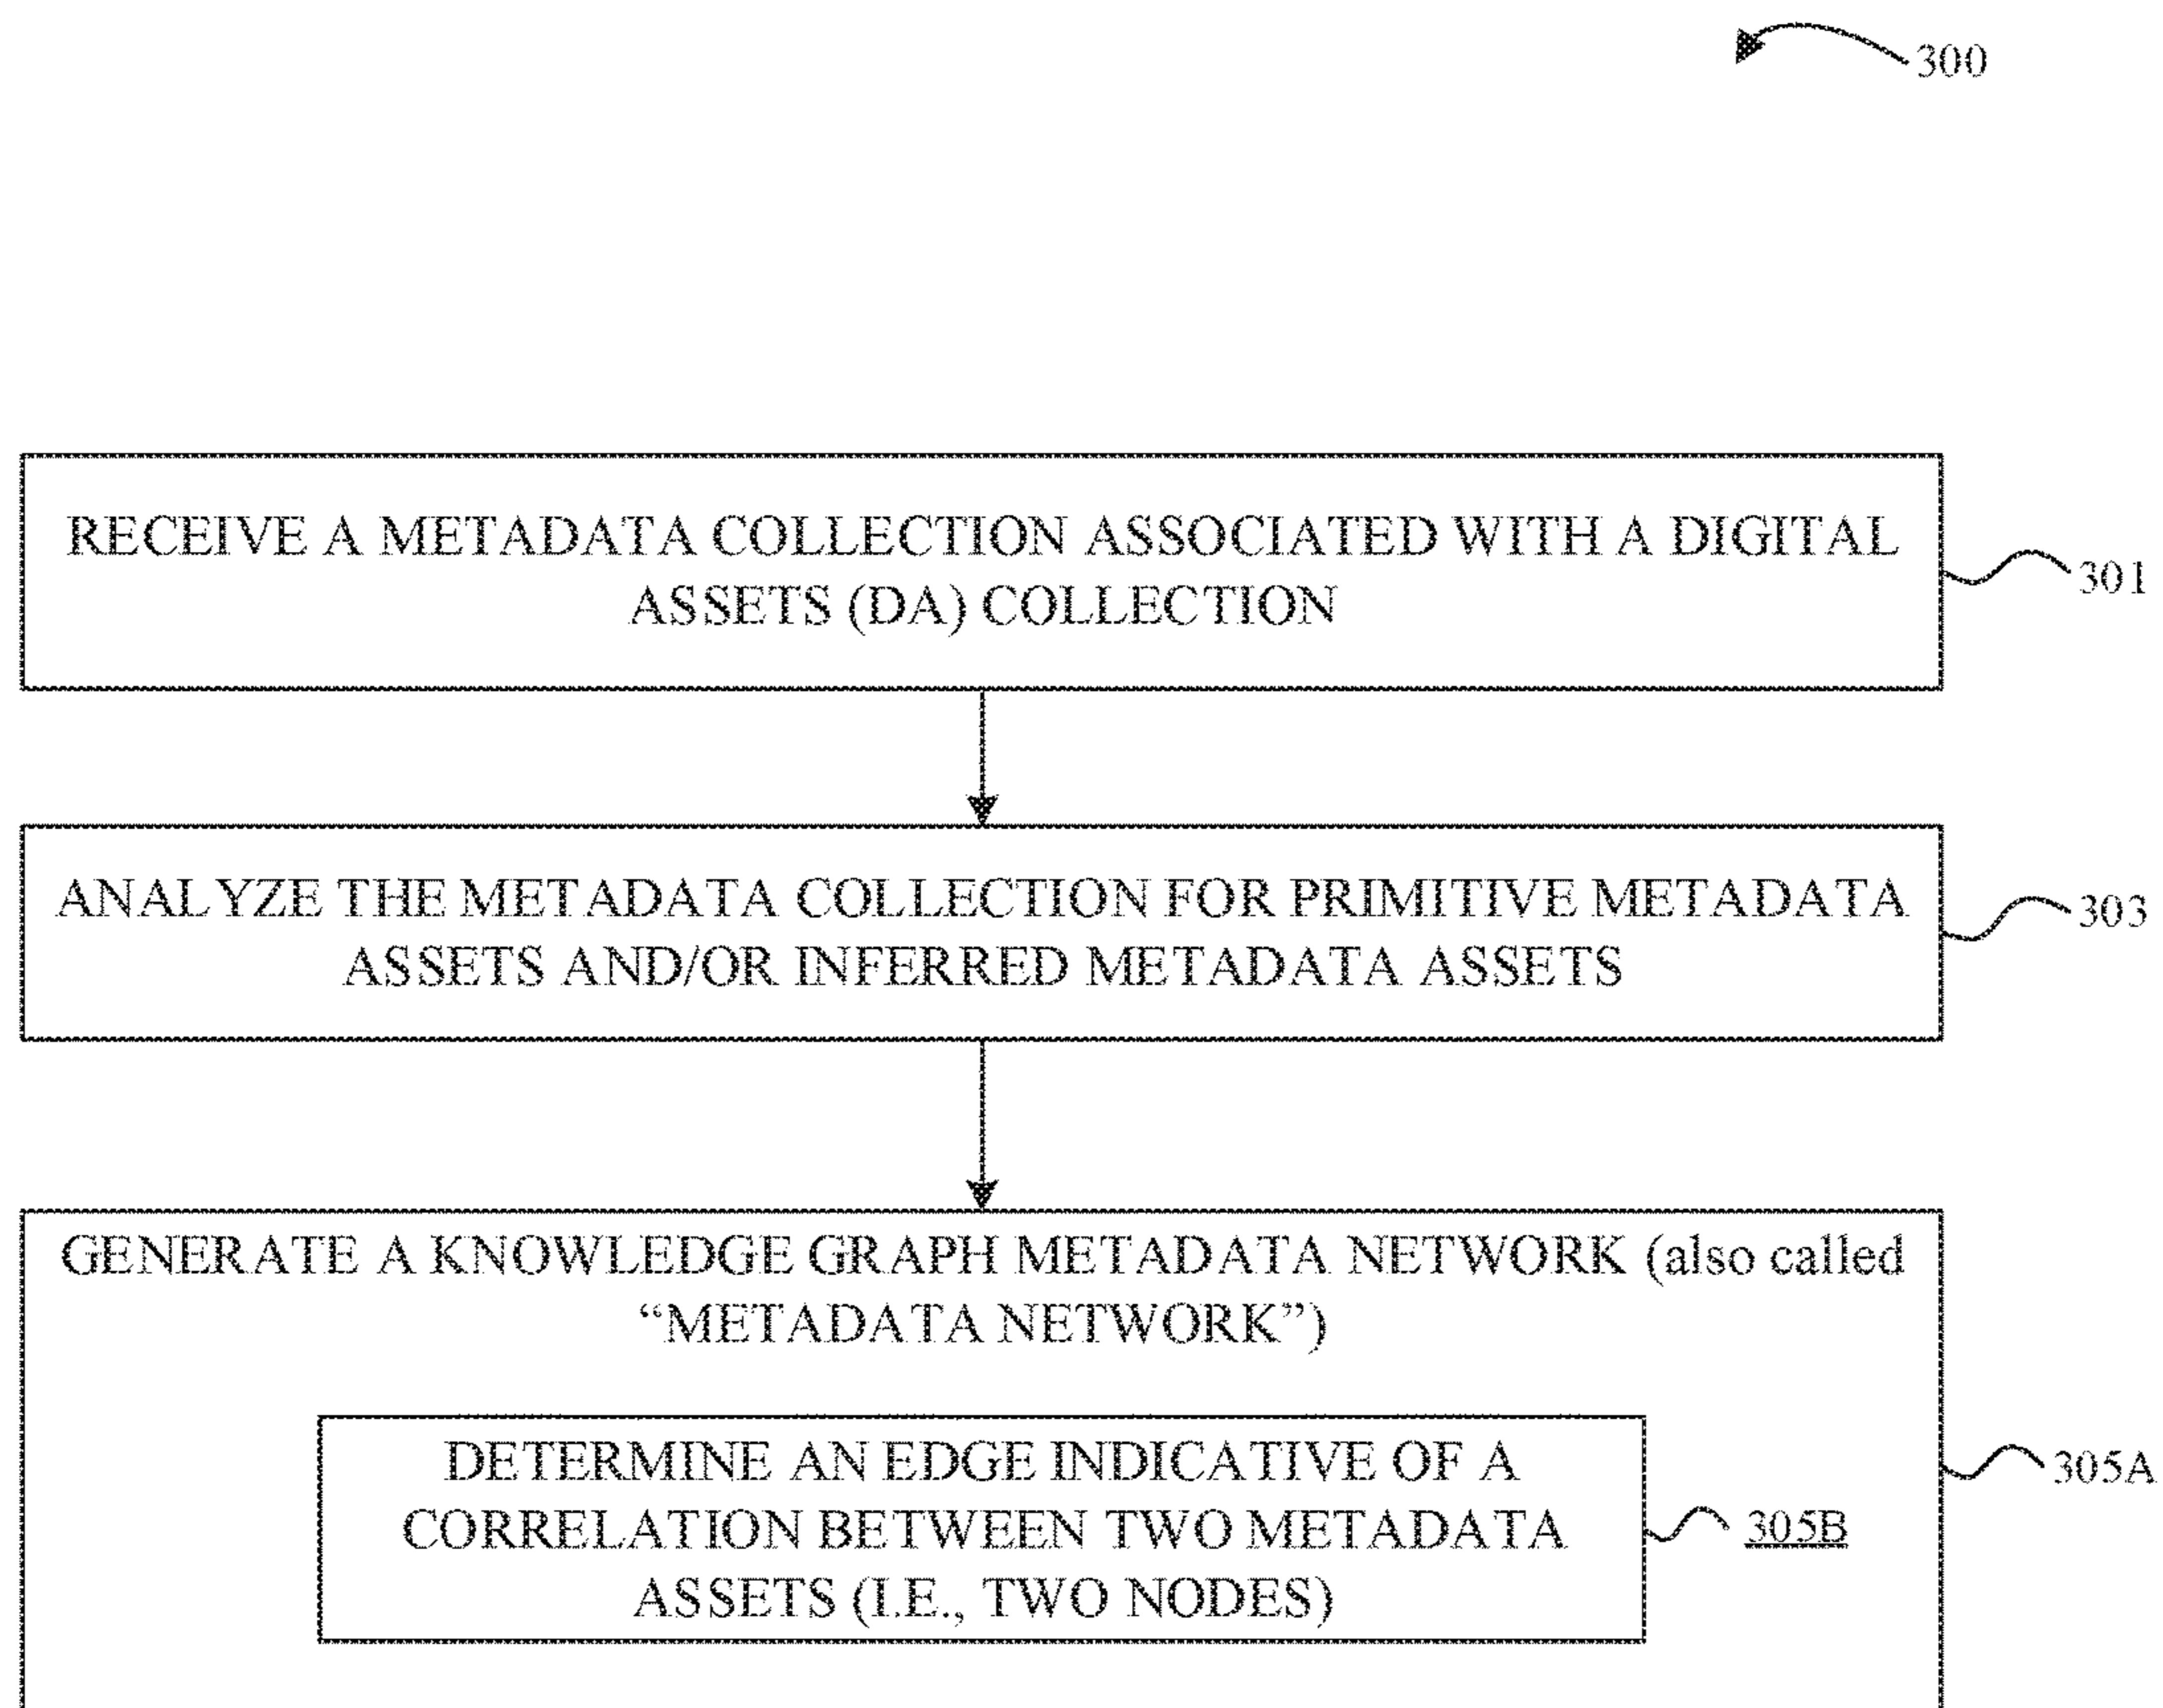 300
RECEIVE A METADATA COLLECTION ASSOCIATED WITH A DIGITAL
ASSETS (DA) COLLECTION
301
ANALYZE THE METADATA COLLECTION FOR PRIMITIVE METADATA
ASSETS AND/OR INFERRED METADATA ASSETS
303
GENERATE A KNOWLEDGE GRAPH METADATA NETWORK (also called
“METADATA NETWORK”)
305A
DETERMINE AN EDGE INDICATIVE OF A
CORRELATION BETWEEN TWO METADATA
ASSETS (I.E., TWO NODES)
305B